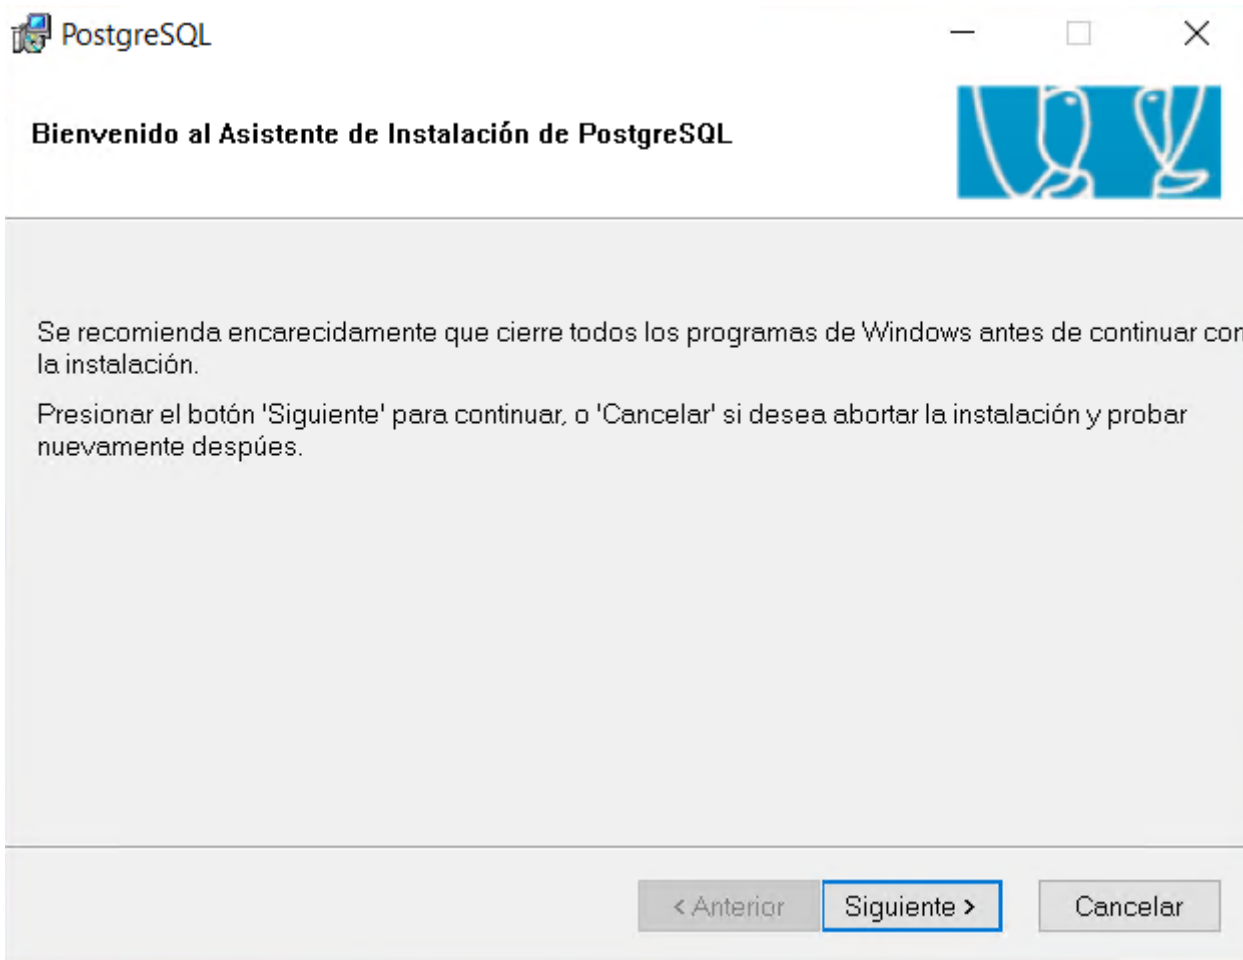 PostgreSQL
Bienvenido al Asistente de Instalación de PostgreSQL
Se recomienda encarecidamente que cierre todos los programas de Windows antes de continuar con
la instalación.
Presionar el botón 'Siguiente' para continuar, o 'Cancelar' si desea abortar la instalación y probar
nuevamente despúes.
< Anterior
Siguiente >
Cancelar